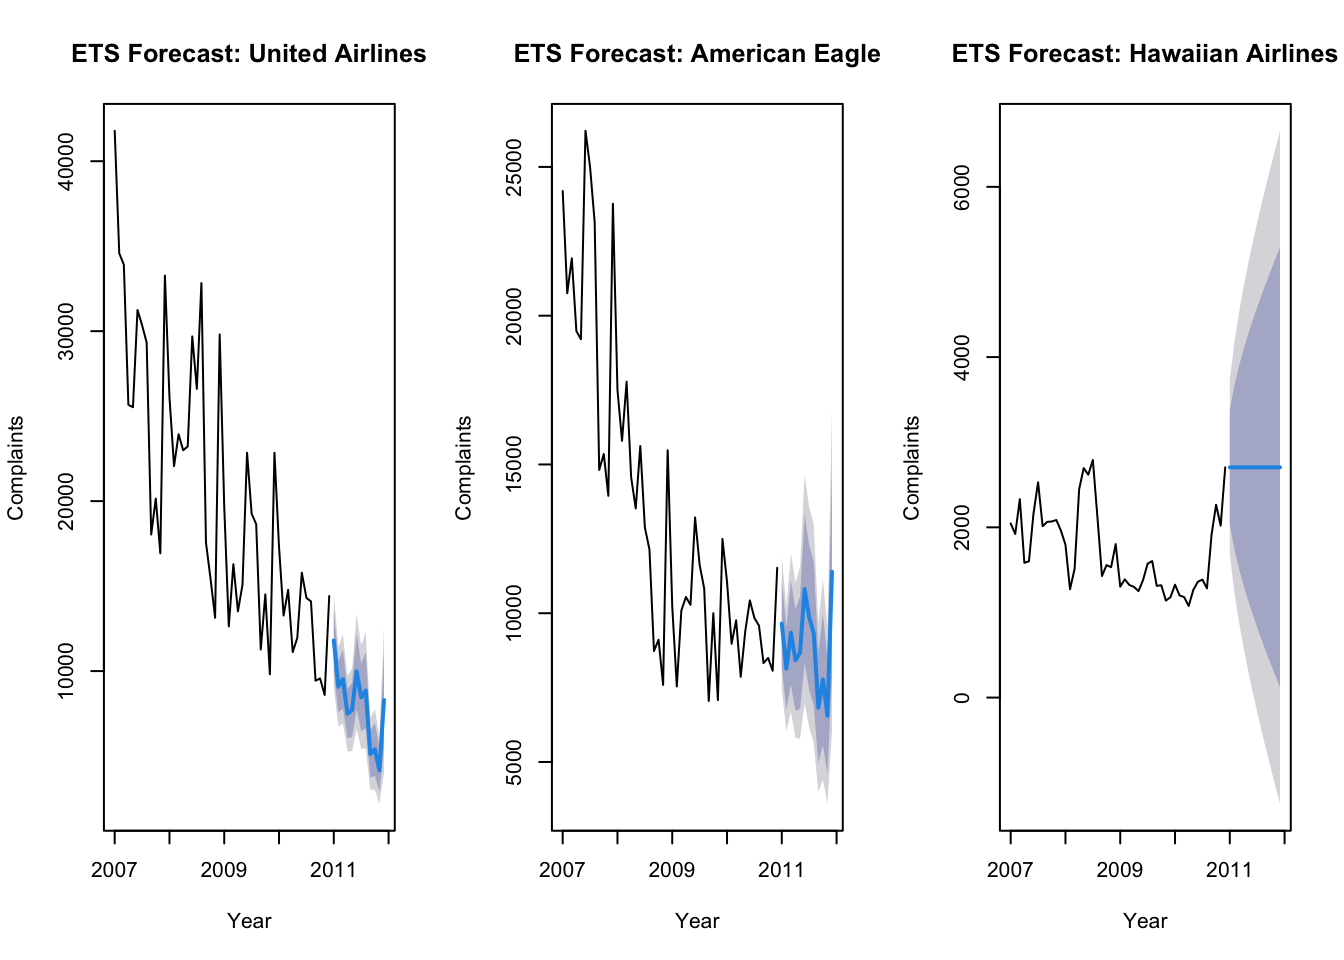 ETS Forecast: United Airlines
Complaints
40000
30000
20000
10000
2007
2009
2011
Year
ETS Forecast: American Eagle
Complaints
25000
20000
15000
10000
5000
2007
2009
2011
Year
ETS Forecast: Hawaiian Airlines
Complaints
6000
4000
2000
0
2007
2009
2011
Year